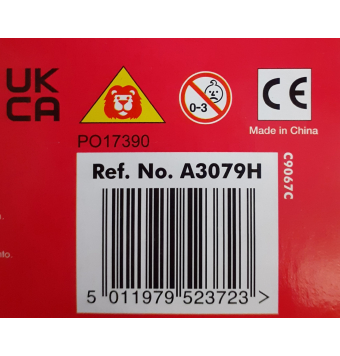 UK
CA
0-3
CE
Made in China
PO17390
C9067C
Ref. No. A3079H
5 011979 523723 >